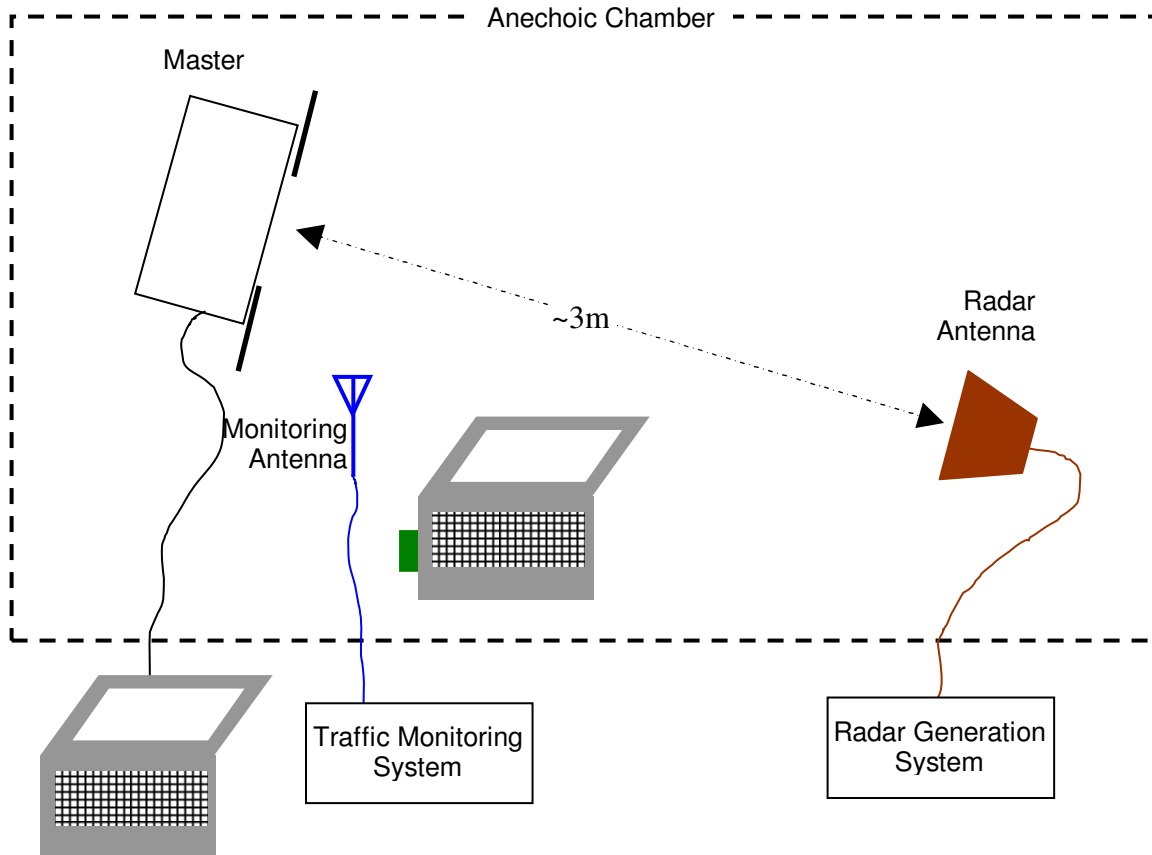 Anechoic Chamber
Master
~3m
Radar
Antenna
Monitoring
Antenna
Traffic Monitoring
System
Radar Generation
System